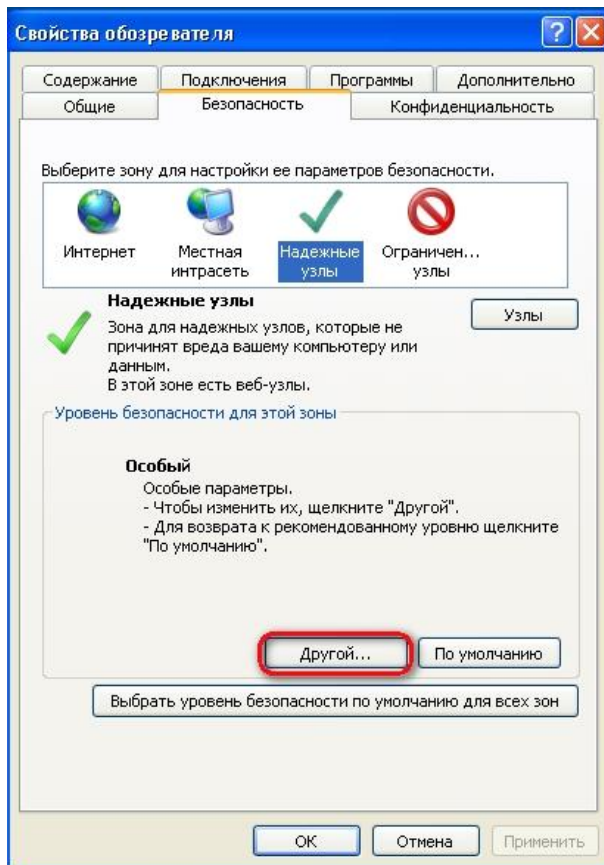 Свойства обозревателя
Содержание Подключения Программы Дополнительно
Общие Безопасность Конфиденциальность
Выберите зону для настройки ее параметров безопасности.
Интернет Местная интрасеть Надежные узлы Ограничен... узлы
Надежные узлы
Узлы
Зона для надежных узлов, которые не
причинят вреда вашему компьютеру или
данным.
В этой зоне есть веб-узлы.
Уровень безопасности для этой зоны
Особый
Особые параметры.
- Чтобы изменить их, щелкните "Другой".
- Для возврата к рекомендованному уровню щелкните
"По умолчанию".
Другой... По умолчанию
Выбрать уровень безопасности по умолчанию для всех зон
ОК Отмена Применить